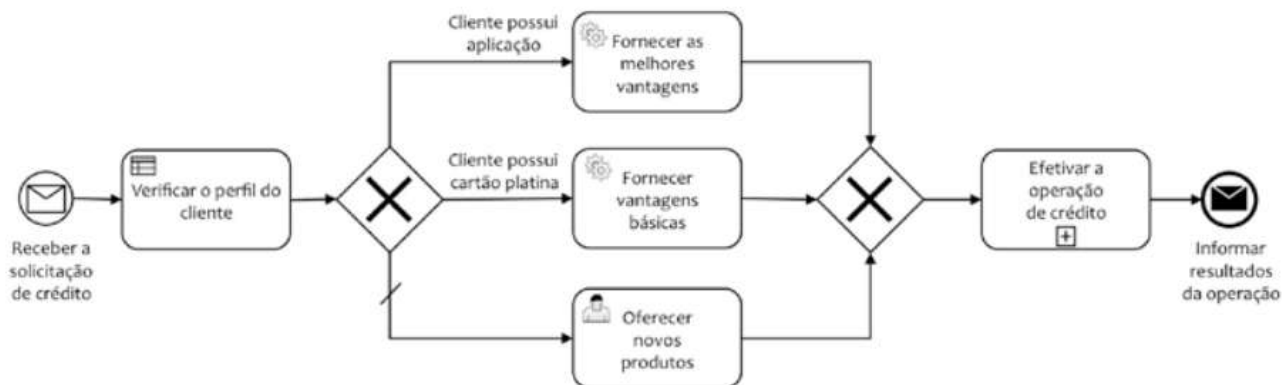 Cliente possui
aplicação
Fornecer as
melhores
vantagens
Verificar o perfil do
cliente
Cliente possui
cartão platina
Fornecer
vantagens
básicas
Efetivar a
operação
de crédito
Receber a
solicitação
de crédito
Informar
resultados
da operação
Oferecer
novos
produtos